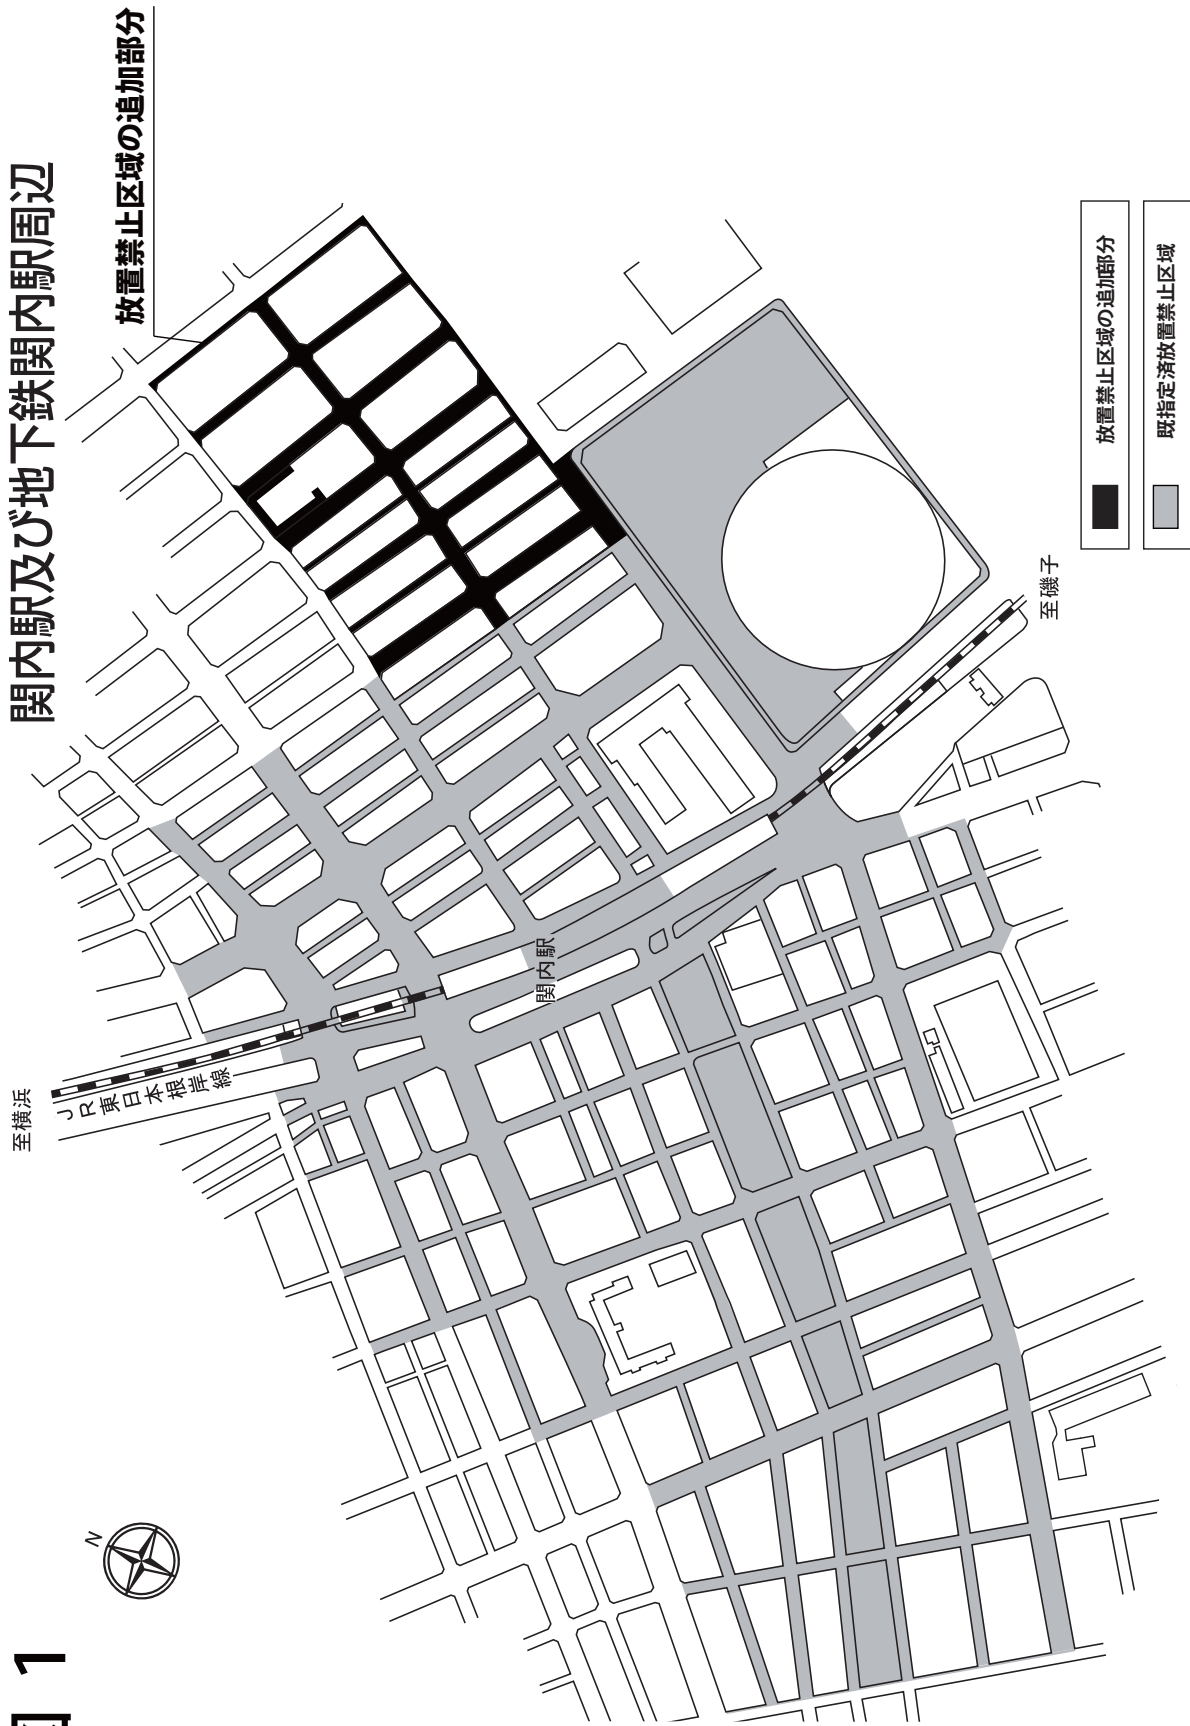 図 1
関内駅及び地下鉄関内駅周辺
放置禁止区域の追加部分
N
至横浜
JR東日本根岸線
関内駅
至磯子
放置禁止区域の追加部分
既指定済放置禁止区域